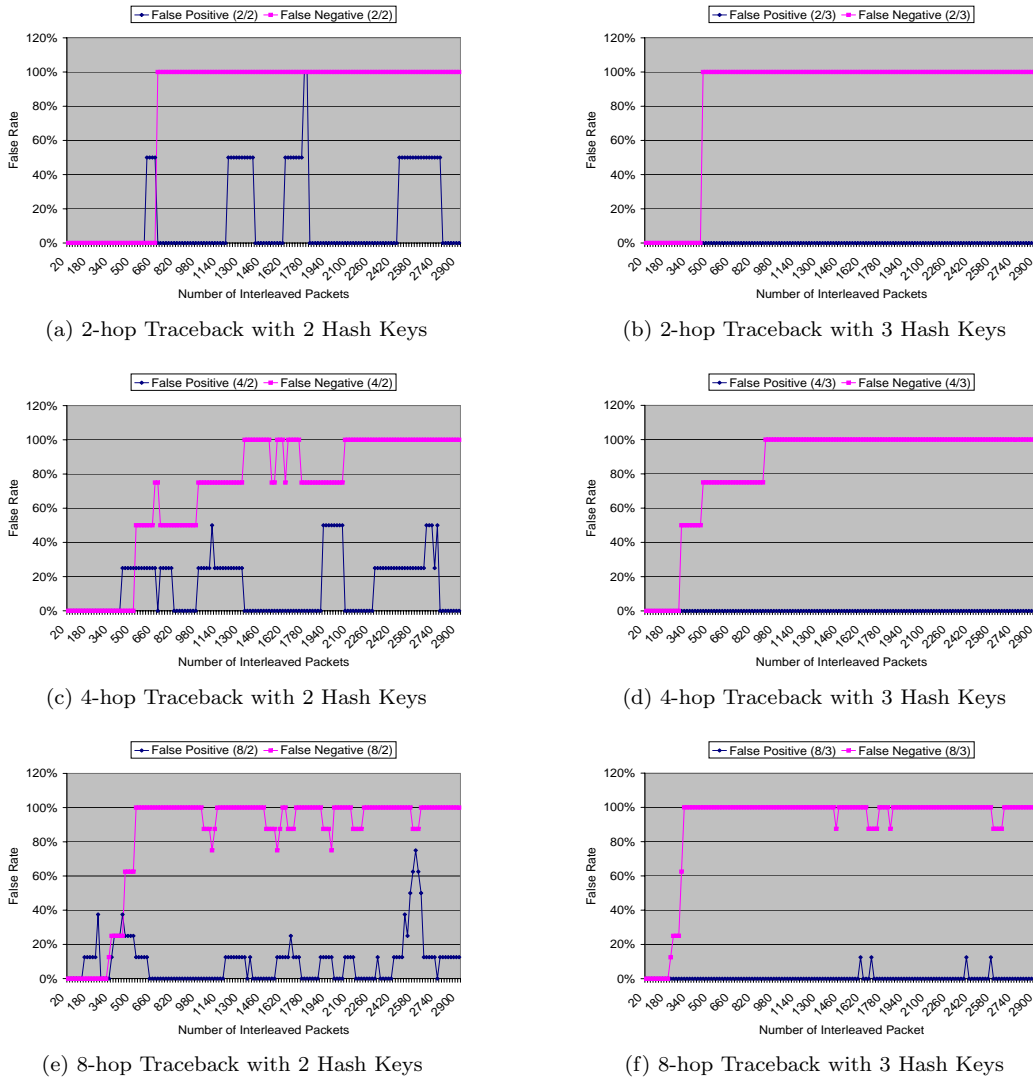 False Positive (2/2) False Negative (2/2)
120%
100%
80%
60%
40%
20%
0%
False Rate
20 180 340 500 660 820 980 1140 1300 1460 1620 1780 1940 2100 2260 2420 2580 2740 2900
Number of Interleaved Packets
(a) 2-hop Traceback with 2 Hash Keys
False Positive (2/3) False Negative (2/3)
120%
100%
80%
60%
40%
20%
0%
False Rate
20 180 340 500 660 820 980 1140 1300 1460 1620 1780 1940 2100 2260 2420 2580 2740 2900
Number of Interleaved Packets
(b) 2-hop Traceback with 3 Hash Keys
False Positive (4/2) False Negative (4/2)
120%
100%
80%
60%
40%
20%
0%
False Rate
20 180 340 500 660 820 980 1140 1300 1460 1620 1780 1940 2100 2260 2420 2580 2740 2900
Number of Interleaved Packets
(c) 4-hop Traceback with 2 Hash Keys
False Positive (4/3) False Negative (4/3)
120%
100%
80%
60%
40%
20%
0%
False Rate
20 180 340 500 660 820 980 1140 1300 1460 1620 1780 1940 2100 2260 2420 2580 2740 2900
Number of Interleaved Packets
(d) 4-hop Traceback with 3 Hash Keys
False Positive (8/2) False Negative (8/2)
120%
100%
80%
60%
40%
20%
0%
False Rate
20 180 340 500 660 820 980 1140 1300 1460 1620 1780 1940 2100 2260 2420 2580 2740 2900
Number of Interleaved Packets
(e) 8-hop Traceback with 2 Hash Keys
False Positive (8/3) False Negative (8/3)
120%
100%
80%
60%
40%
20%
0%
False Rate
20 180 340 500 660 820 980 1140 1300 1460 1620 1780 1940 2100 2260 2420 2580 2740 2900
Number of Interleaved Packet
(f) 8-hop Traceback with 3 Hash Keys